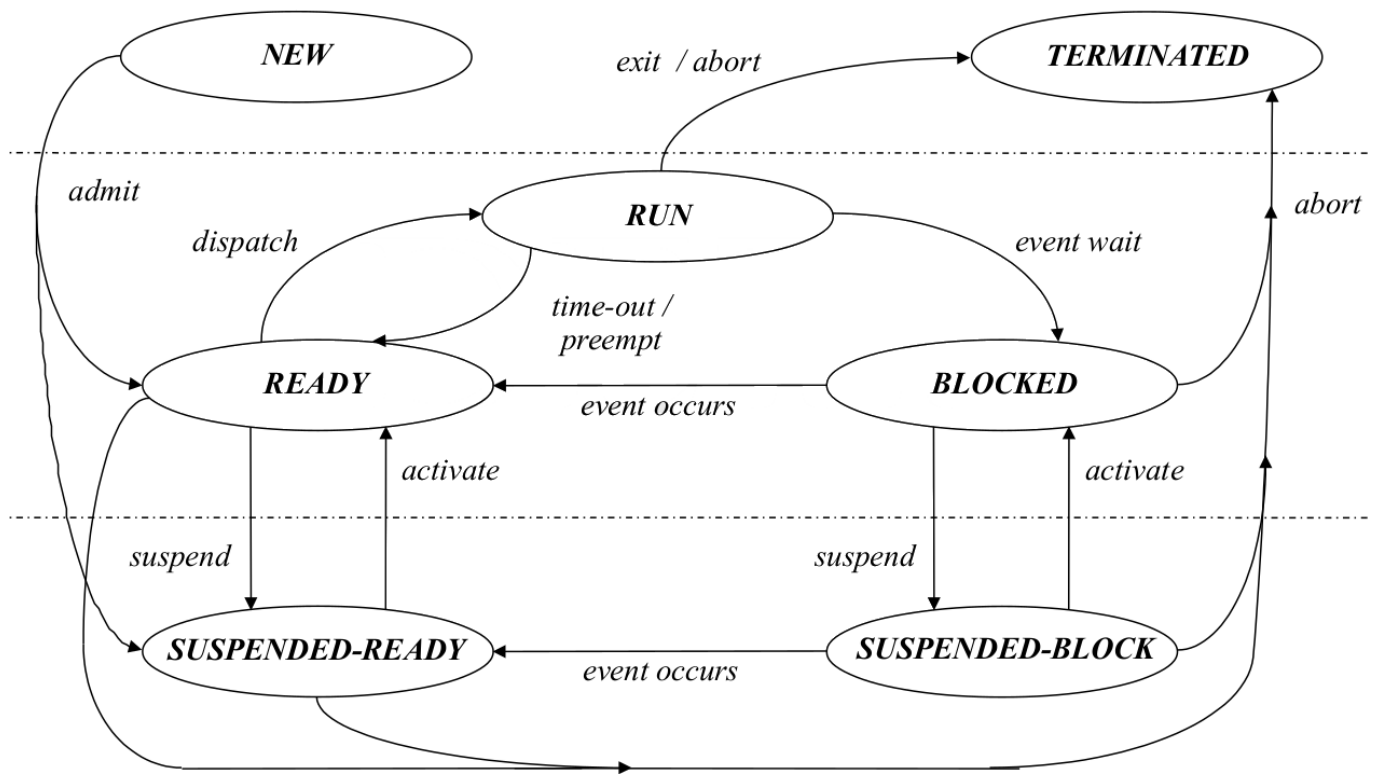 NEW
TERMINATED
exit / abort
admit
RUN
abort
dispatch
event wait
time-out /
preempt
READY
BLOCKED
event occurs
activate
activate
suspend
suspend
SUSPENDED-READY
SUSPENDED-BLOCK
event occurs